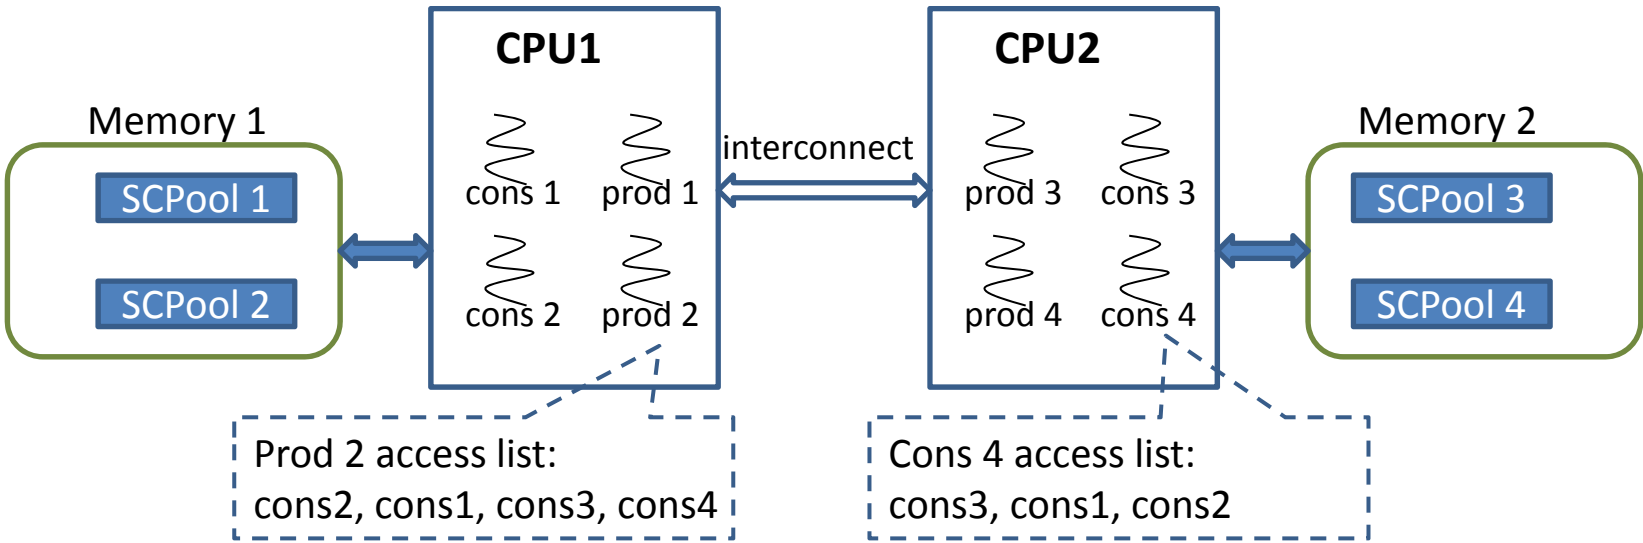 CPU1
CPU2
Memory 1
Memory 2
interconnect
SCPool 1
cons 1
prod 1
prod 3
cons 3
SCPool 3
SCPool 2
cons 2
prod 2
prod 4
cons 4
SCPool 4
Prod 2 access list:
cons2, cons1, cons3, cons4
Cons 4 access list:
cons3, cons1, cons2